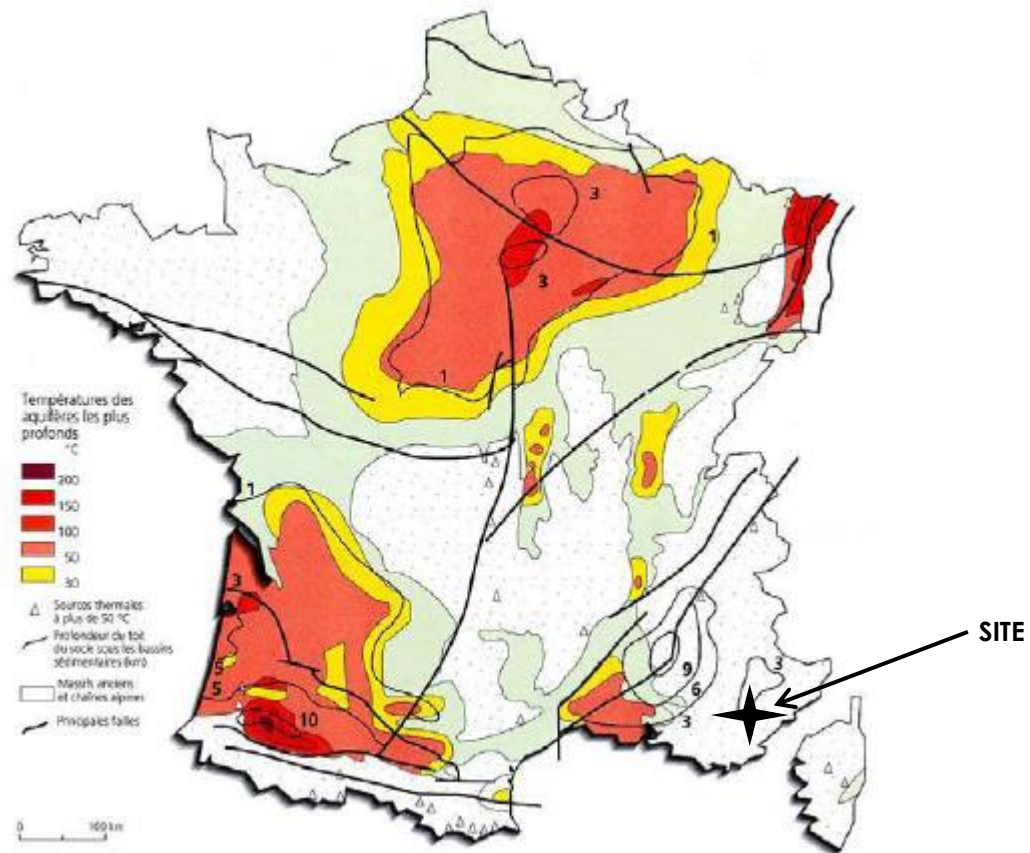 3
1
3
1
Températures des
aquifères les plus
profonds
°C
200
150
100
50
30
Sources thermales
à plus de 50 °C
Profondeur du toit
du socle sous les bassins
sédimentaires (km)
Massifs anciens
et chaînes alpines
Principales failles
0 100 km
1
3
5
5
10
9
6
3
3
SITE